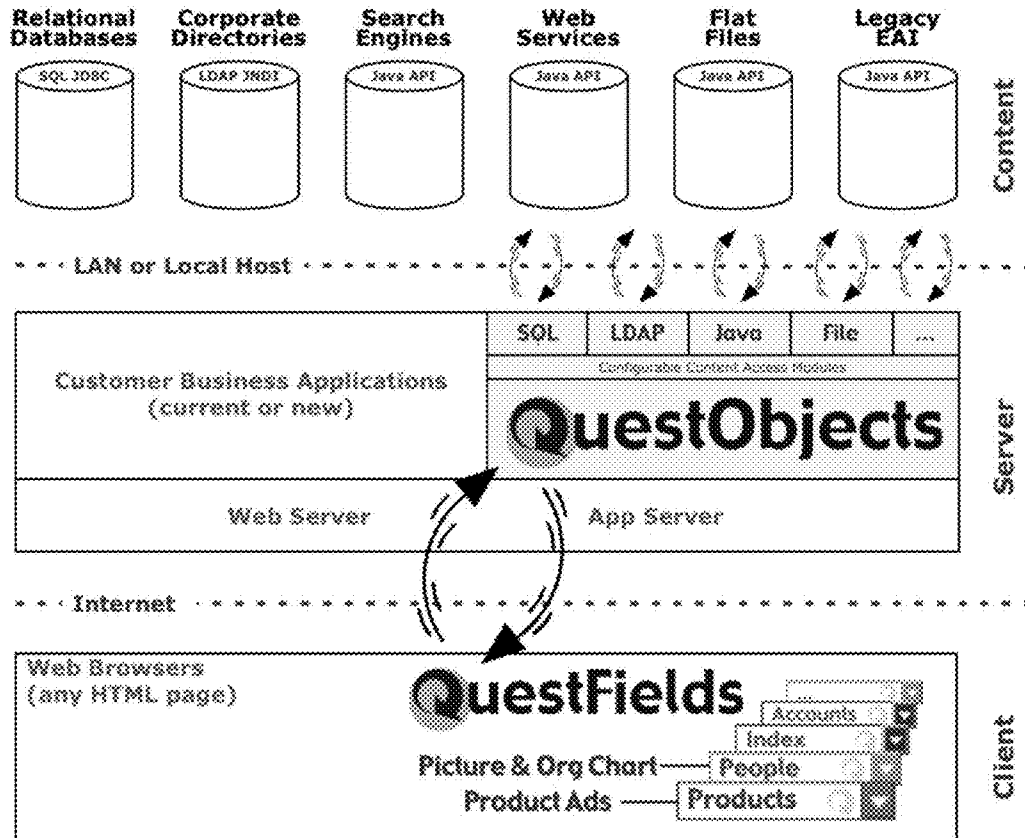 Relational Databases
Corporate Directories
Search Engines
Web Services
Flat Files
Legacy EAI
SQL JDBC
LDAP JNDI
Java API
Java API
Java API
Java API
Content
LAN or Local Host
SQL
LDAP
Java
File
...
Configurable Content Access Modules
Customer Business Applications
(current or new)
QuestObjects
Server
Web Server
App Server
Internet
Web Browsers
(any HTML page)
QuestFields
...
Accounts
Index
Picture & Org Chart
People
Product Ads
Products
Client